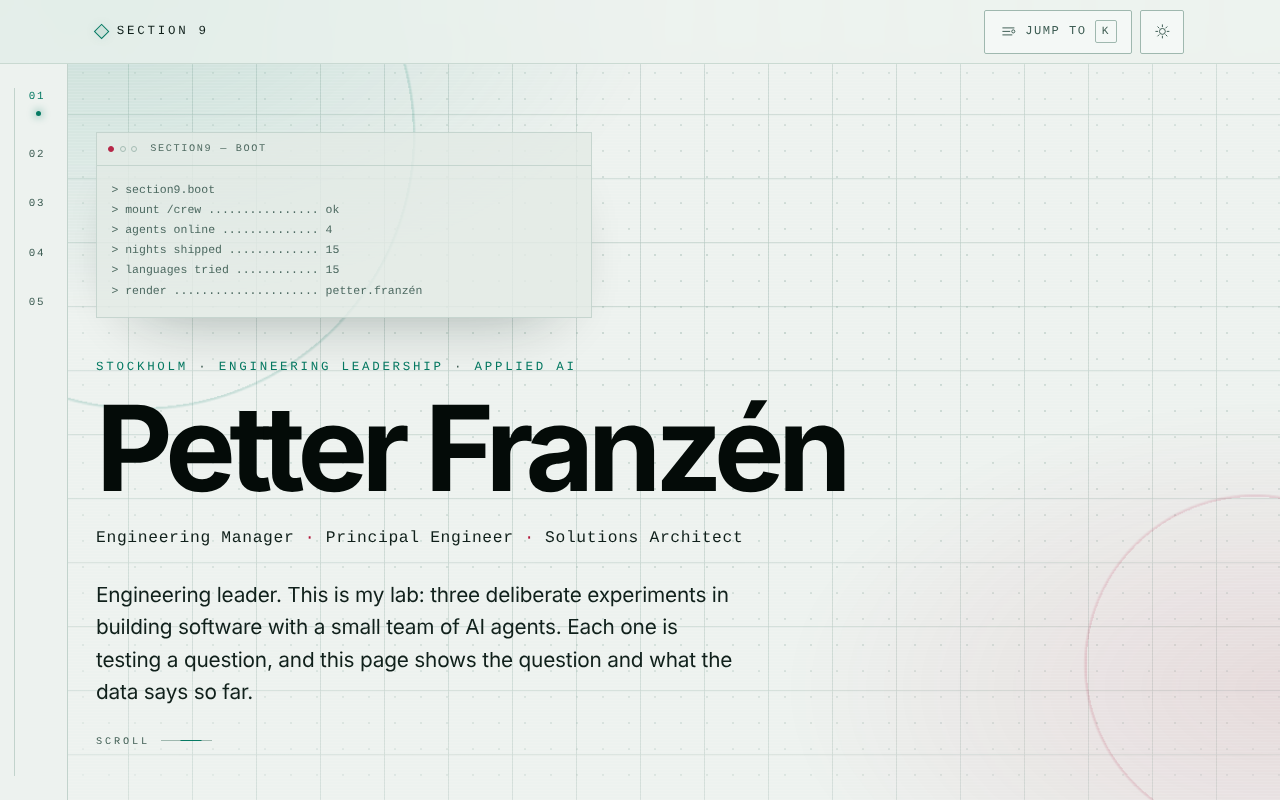 SECTION 9
JUMP TO K
01
02
03
04
05
SECTION9 — BOOT
> section9.boot
> mount /crew ................ ok
> agents online .............. 4
> nights shipped ............. 15
> languages tried ............ 15
> render ..................... petter.franzén
STOCKHOLM · ENGINEERING LEADERSHIP · APPLIED AI
Petter Franzén
Engineering Manager · Principal Engineer · Solutions Architect
Engineering leader. This is my lab: three deliberate experiments in
building software with a small team of AI agents. Each one is
testing a question, and this page shows the question and what the
data says so far.
SCROLL